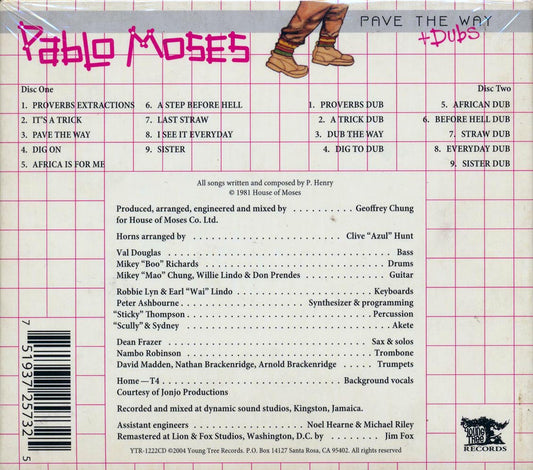 Pablo Moses
PAVE THE WAY
+Dubs
Disc One
1. PROVERBS EXTRACTIONS
2. IT'S A TRICK
3. PAVE THE WAY
4. DIG ON
5. AFRICA IS FOR ME
6. A STEP BEFORE HELL
7. LAST STRAW
8. I SEE IT EVERYDAY
9. SISTER
Disc Two
1. PROVERBS DUB
2. A TRICK DUB
3. DUB THE WAY
4. DIG TO DUB
5. AFRICAN DUB
6. BEFORE HELL DUB
7. STRAW DUB
8. EVERYDAY DUB
9. SISTER DUB
All songs written and composed by P. Henry
© 1981 House of Moses
Produced, arranged, engineered and mixed by . . . . . . . . . . . . Geoffrey Chung
for House of Moses Co. Ltd.
Horns arranged by . . . . . . . . . . . . Clive "Azul" Hunt
Val Douglas . . . . . . . . . . . . Bass
Mikey "Boo" Richards . . . . . . . . . . . . Drums
Mikey "Mao" Chung, Willie Lindo & Don Prendes . . . . . . . . . . . . Guitar
Robbie Lyn & Earl "Wai" Lindo . . . . . . . . . . . . Keyboards
Peter Ashbourne . . . . . . . . . . . . Synthesizer & programming
"Sticky" Thompson . . . . . . . . . . . . Percussion
"Scully" & Sydney . . . . . . . . . . . . Akete
Dean Frazer . . . . . . . . . . . . Sax & solos
Nambo Robinson . . . . . . . . . . . . Trombone
David Madden, Nathan Brackenridge, Arnold Brackenridge . . . . . . Trumpets
Home — T4 . . . . . . . . . . . . Background vocals
Courtesy of Jonjo Productions
Recorded and mixed at dynamic sound studios, Kingston, Jamaica.
Assistant engineers . . . . . . . . . . . . Noel Hearne & Michael Riley
Remastered at Lion & Fox Studios, Washington, D.C. by . . . . . . . . . . . . Jim Fox
YTR-1222CD ©2004 Young Tree Records. P.O. Box 14127 Santa Rosa, CA 95402. All rights reserved
7 51937 25732 5
Young Tree
RECORDS